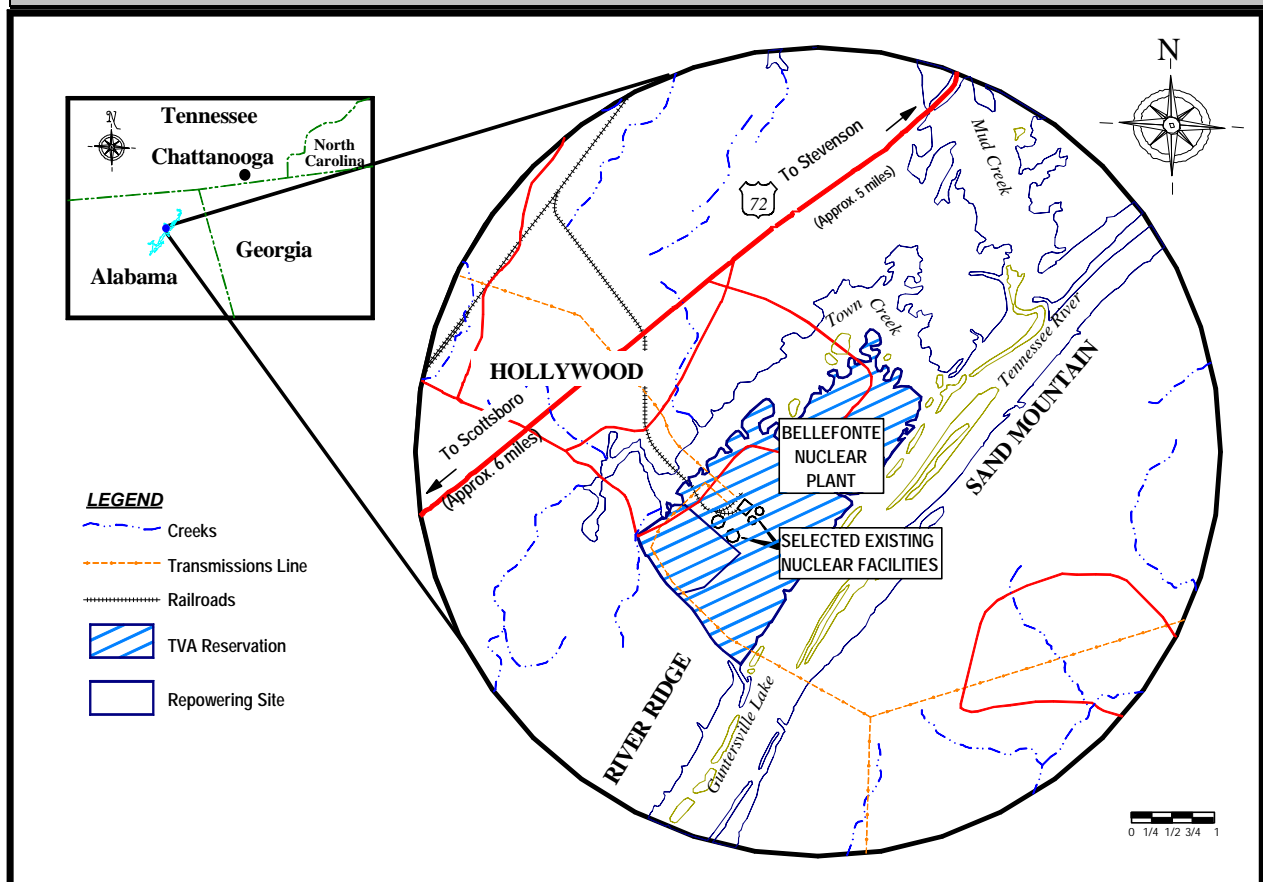 N
Tennessee
Chattanooga
North
Carolina
Georgia
Alabama
N
To Stevenson
(Approx. 5 miles)
72
Mud Creek
Town
Creek
Tennessee River
HOLLYWOOD
SAND MOUNTAIN
To Scottsboro
(Approx. 6 miles)
BELLEFONTE
NUCLEAR
PLANT
SELECTED EXISTING
NUCLEAR FACILITIES
RIVER RIDGE
Guntersville Lake
LEGEND
Creeks
Transmissions Line
Railroads
TVA Reservation
Repowering Site
0 1/4 1/2 3/4 1